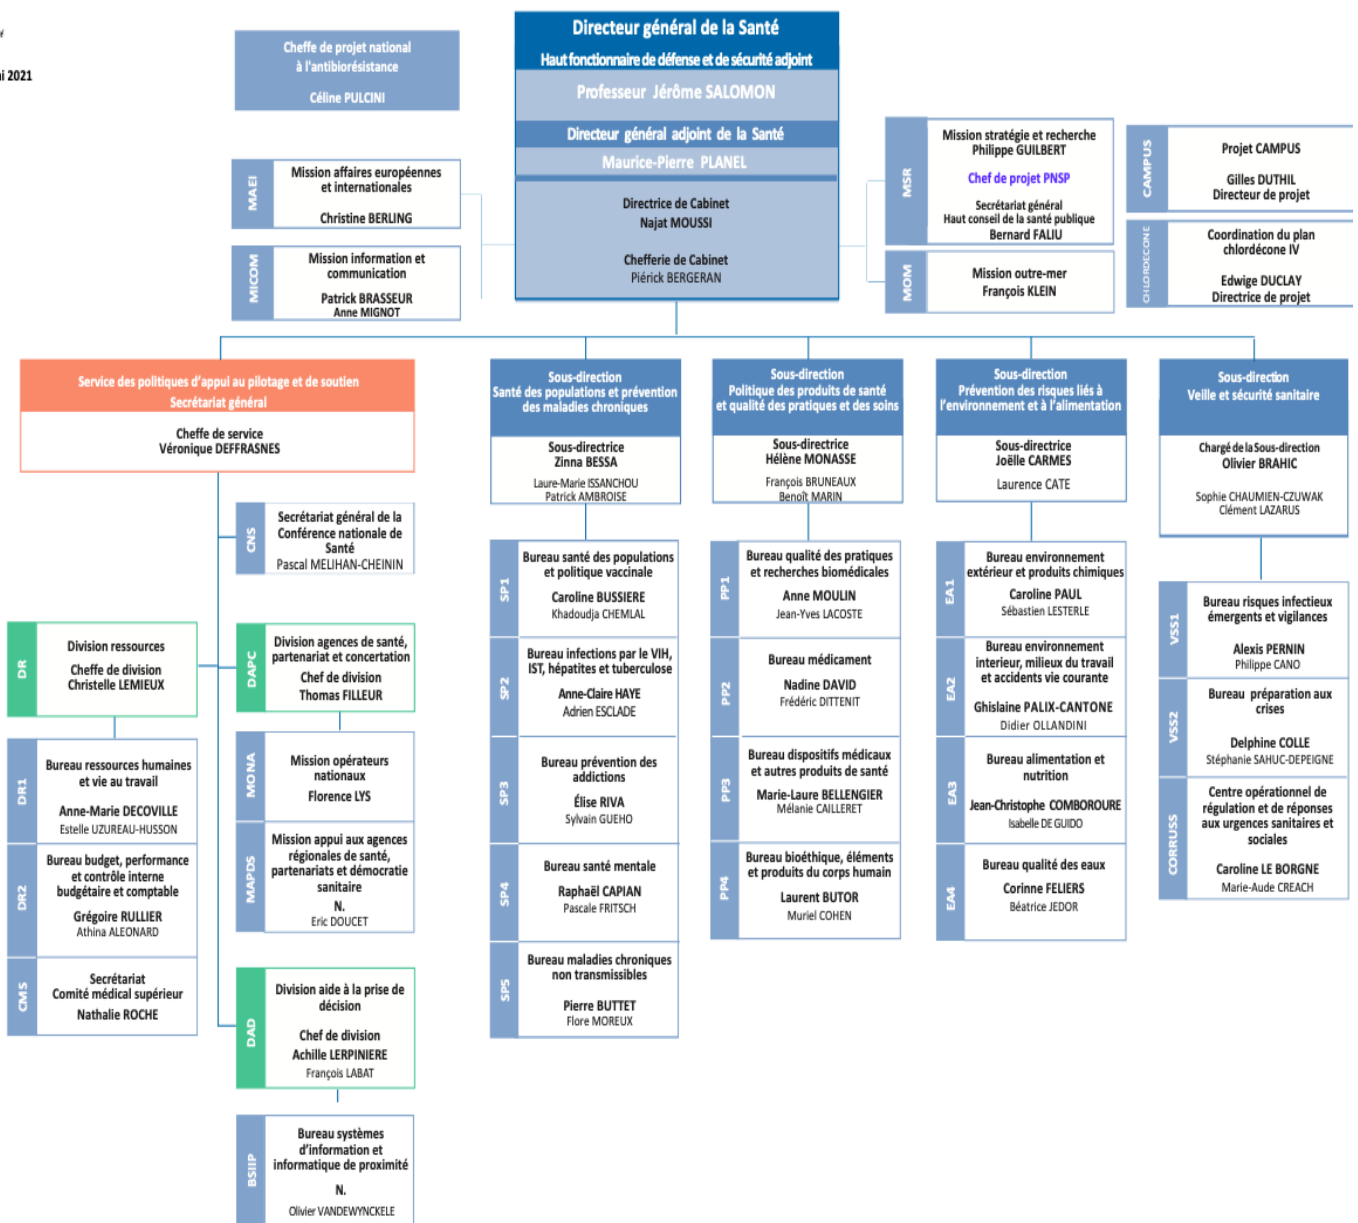 2021
Cheffe de projet national
à l'antibiorésistance
Céline PULCINI
Directeur général de la Santé
Haut fonctionnaire de défense et de sécurité adjoint
Professeur Jérôme SALOMON
Directeur général adjoint de la Santé
Maurice-Pierre PLANEL
Directrice de Cabinet
Najat MOUSSI
Chefferie de Cabinet
Piérick BERGERAN
MAEI
Mission affaires européennes
et internationales
Christine BERLING
MICOM
Mission information et
communication
Patrick BRASSEUR
Anne MIGNOT
MSR
Mission stratégie et recherche
Philippe GUILBERT
Chef de projet PNSP
Secrétariat général
Haut conseil de la santé publique
Bernard FALIU
MOM
Mission outre-mer
François KLEIN
CAMPUS
Projet CAMPUS
Gilles DUTHIL
Directeur de projet
CHLORDECONE
Coordination du plan
chlordécone IV
Edwige DUCLAY
Directrice de projet
Service des politiques d'appui au pilotage et de soutien
Secrétariat général
Cheffe de service
Véronique DEFFRASNES
CNS
Secrétariat général de la
Conférence nationale de
Santé
Pascal MELIHAN-CHEININ
DR
Division ressources
Cheffe de division
Christelle LEMIEUX
DR1
Bureau ressources humaines
et vie au travail
Anne-Marie DECOVILLE
Estelle UZUREAU-HUSSON
DR2
Bureau budget, performance
et contrôle interne
budgétaire et comptable
Grégoire RULLIER
Athina ALEONARD
CMS
Secrétariat
Comité médical supérieur
Nathalie ROCHE
DAPC
Division agences de santé,
partenariat et concertation
Chef de division
Thomas FILLEUR
MONA
Mission opérateurs
nationaux
Florence LYS
MAPDS
Mission appui aux agences
régionales de santé,
partenariats et démocratie
sanitaire
N.
Eric DOUCET
DAD
Division aide à la prise de
décision
Chef de division
Achille LERPINIERE
François LABAT
BSIIP
Bureau systèmes
d'information et
informatique de proximité
N.
Olivier VANDEWYNCKELE
Sous-direction
Santé des populations et prévention
des maladies chroniques
Sous-directrice
Zinna BESSA
Laure-Marie ISSANCHOU
Patrick AMBROISE
SP1
Bureau santé des populations
et politique vaccinale
Caroline BUSSIERE
Khadoudja CHEMLAL
SP2
Bureau infections par le VIH,
IST, hépatites et tuberculose
Anne-Claire HAYE
Adrien ESCLADE
SP3
Bureau prévention des
addictions
Élise RIVA
Sylvain GUEHO
SP4
Bureau santé mentale
Raphaël CAPIAN
Pascale FRITSCH
SP5
Bureau maladies chroniques
non transmissibles
Pierre BUTTET
Flore MOREUX
Sous-direction
Politique des produits de santé
et qualité des pratiques et des soins
Sous-directrice
Hélène MONASSE
François BRUNEAUX
Benoît MARIN
PP1
Bureau qualité des pratiques
et recherches biomédicales
Anne MOULIN
Jean-Yves LACOSTE
PP2
Bureau médicament
Nadine DAVID
Frédéric DITTENIT
PP3
Bureau dispositifs médicaux
et autres produits de santé
Marie-Laure BELLENGIER
Mélanie CAILLERET
PP4
Bureau bioéthique, éléments
et produits du corps humain
Laurent BUTOR
Muriel COHEN
Sous-direction
Prévention des risques liés à
l'environnement et à l'alimentation
Sous-directrice
Joëlle CARMES
Laurence CATE
EA1
Bureau environnement
extérieur et produits chimiques
Caroline PAUL
Sébastien LESTERLE
EA2
Bureau environnement
interieur, milieux du travail
et accidents vie courante
Ghislaine PALIX-CANTONE
Didier OLLANDINI
EA3
Bureau alimentation et
nutrition
Jean-Christophe COMBOROURE
Isabelle DE GUIDO
EA4
Bureau qualité des eaux
Corinne FELIERS
Béatrice JEDOR
Sous-direction
Veille et sécurité sanitaire
Chargé de la Sous-direction
Olivier BRAHIC
Sophie CHAUMIEN-CZUWAK
Clément LAZARUS
VSS1
Bureau risques infectieux
émergents et vigilances
Alexis PERNIN
Philippe CANO
VSS2
Bureau préparation aux
crises
Delphine COLLE
Stéphanie SAHUC-DEPEIGNE
CORRUSS
Centre opérationnel de
régulation et de réponses
aux urgences sanitaires et
sociales
Caroline LE BORGNE
Marie-Aude CREACH